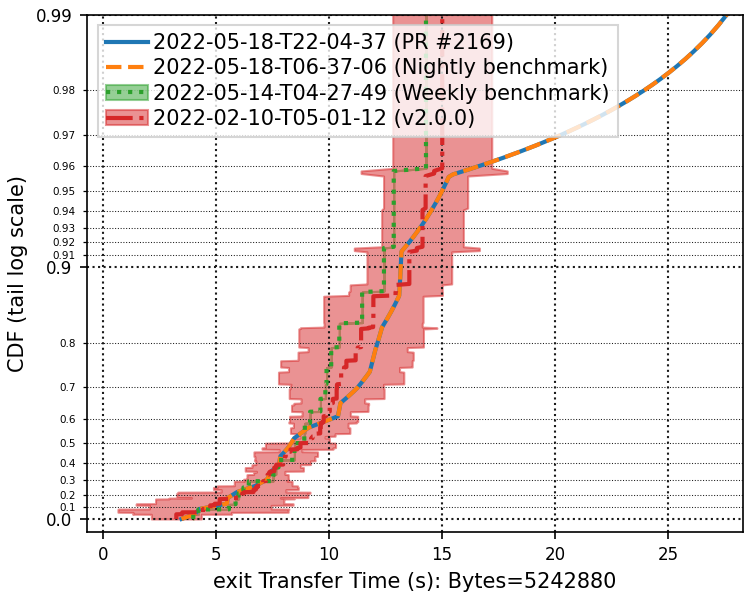 2022-05-18-T22-04-37 (PR #2169)
2022-05-18-T06-37-06 (Nightly benchmark)
2022-05-14-T04-27-49 (Weekly benchmark)
2022-02-10-T05-01-12 (v2.0.0)
CDF (tail log scale)
0.99
0.98
0.97
0.96
0.95
0.94
0.93
0.92
0.91
0.9
0.8
0.7
0.6
0.5
0.4
0.3
0.2
0.1
0.0
0 5 10 15 20 25
exit Transfer Time (s): Bytes=5242880